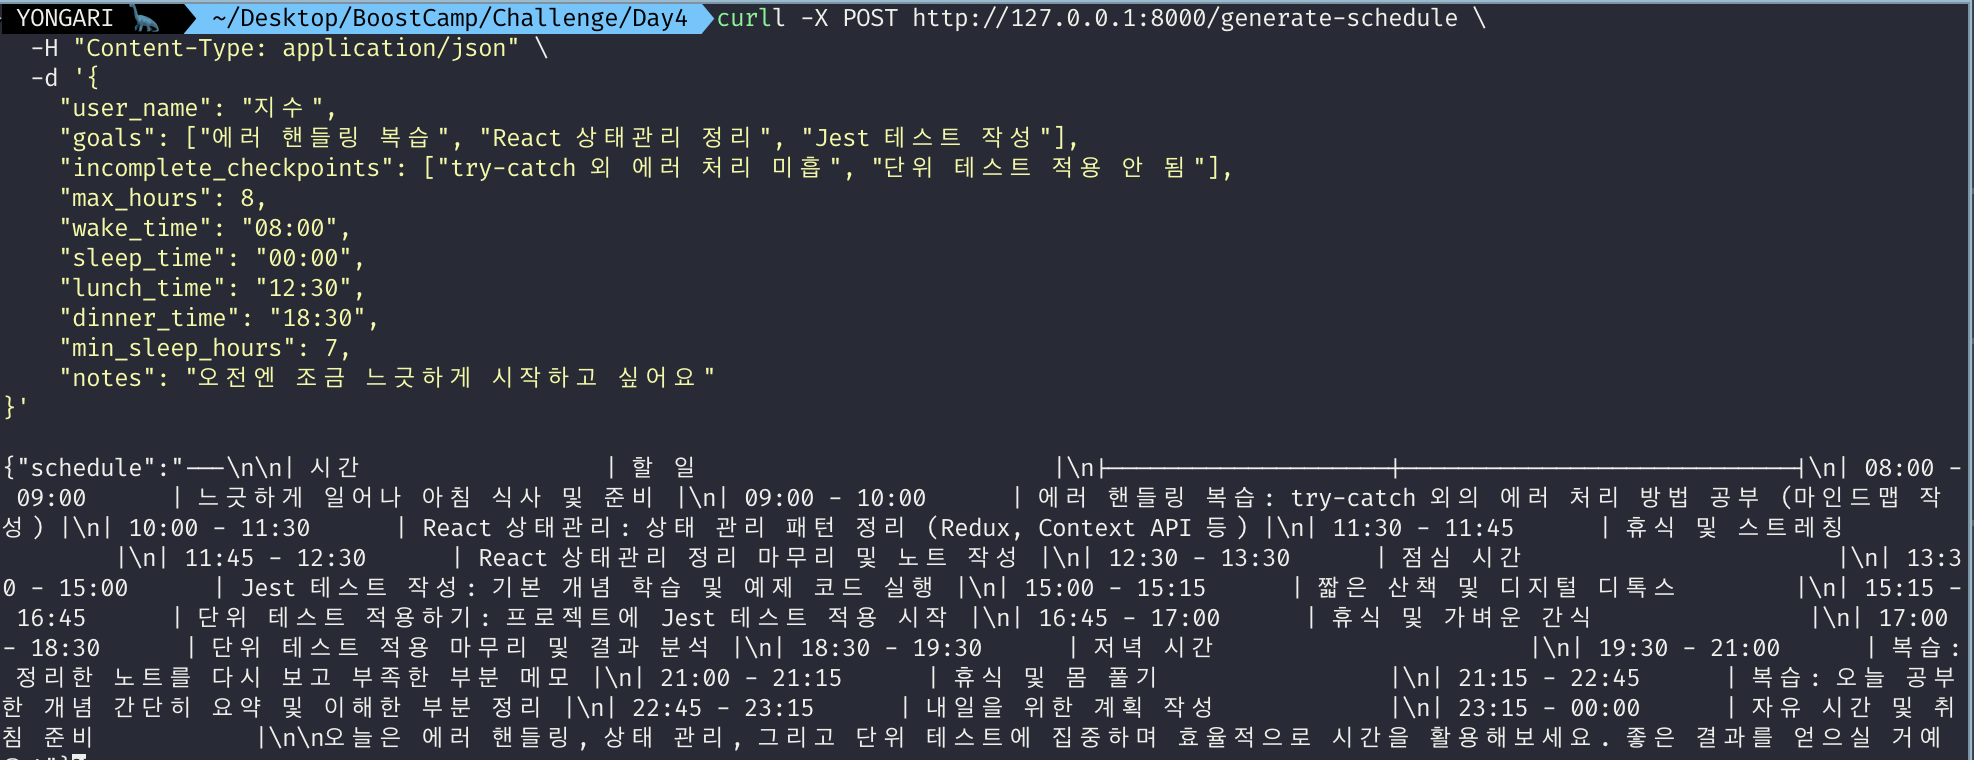 YONGARI ~/Desktop/BoostCamp/Challenge/Day4 curll -X POST http://127.0.0.1:8000/generate-schedule \
-H "Content-Type: application/json" \
-d '{
"user_name": "지수",
"goals": ["에러 핸들링 복습", "React 상태관리 정리", "Jest 테스트 작성"],
"incomplete_checkpoints": ["try-catch 외 에러 처리 미흡", "단위 테스트 적용 안 됨"],
"max_hours": 8,
"wake_time": "08:00",
"sleep_time": "00:00",
"lunch_time": "12:30",
"dinner_time": "18:30",
"min_sleep_hours": 7,
"notes": "오전엔 조금 느긋하게 시작하고 싶어요"
}'
{"schedule":"---\n\n| 시간 | 할 일 |\n|--------------------|----------------------------|\n| 08:00 -
09:00 | 느긋하게 일어나 아침 식사 및 준비 |\n| 09:00 - 10:00 | 에러 핸들링 복습: try-catch 외의 에러 처리 방법 공부 (마인드맵 작
성) |\n| 10:00 - 11:30 | React 상태관리: 상태 관리 패턴 정리 (Redux, Context API 등) |\n| 11:30 - 11:45 | 휴식 및 스트레칭
|\n| 11:45 - 12:30 | React 상태관리 정리 마무리 및 노트 작성 |\n| 12:30 - 13:30 | 점심 시간 |\n| 13:3
0 - 15:00 | Jest 테스트 작성: 기본 개념 학습 및 예제 코드 실행 |\n| 15:00 - 15:15 | 짧은 산책 및 디지털 디톡스 |\n| 15:15 -
16:45 | 단위 테스트 적용하기: 프로젝트에 Jest 테스트 적용 시작 |\n| 16:45 - 17:00 | 휴식 및 가벼운 간식 |\n| 17:00
- 18:30 | 단위 테스트 적용 마무리 및 결과 분석 |\n| 18:30 - 19:30 | 저녁 시간 |\n| 19:30 - 21:00 | 복습:
정리한 노트를 다시 보고 부족한 부분 메모 |\n| 21:00 - 21:15 | 휴식 및 몸 풀기 |\n| 21:15 - 22:45 | 복습: 오늘 공부
한 개념 간단히 요약 및 이해한 부분 정리 |\n| 22:45 - 23:15 | 내일을 위한 계획 작성 |\n| 23:15 - 00:00 | 자유 시간 및 취
침 준비 |\n\n오늘은 에러 핸들링, 상태 관리, 그리고 단위 테스트에 집중하며 효율적으로 시간을 활용해보세요. 좋은 결과를 얻으실 거예